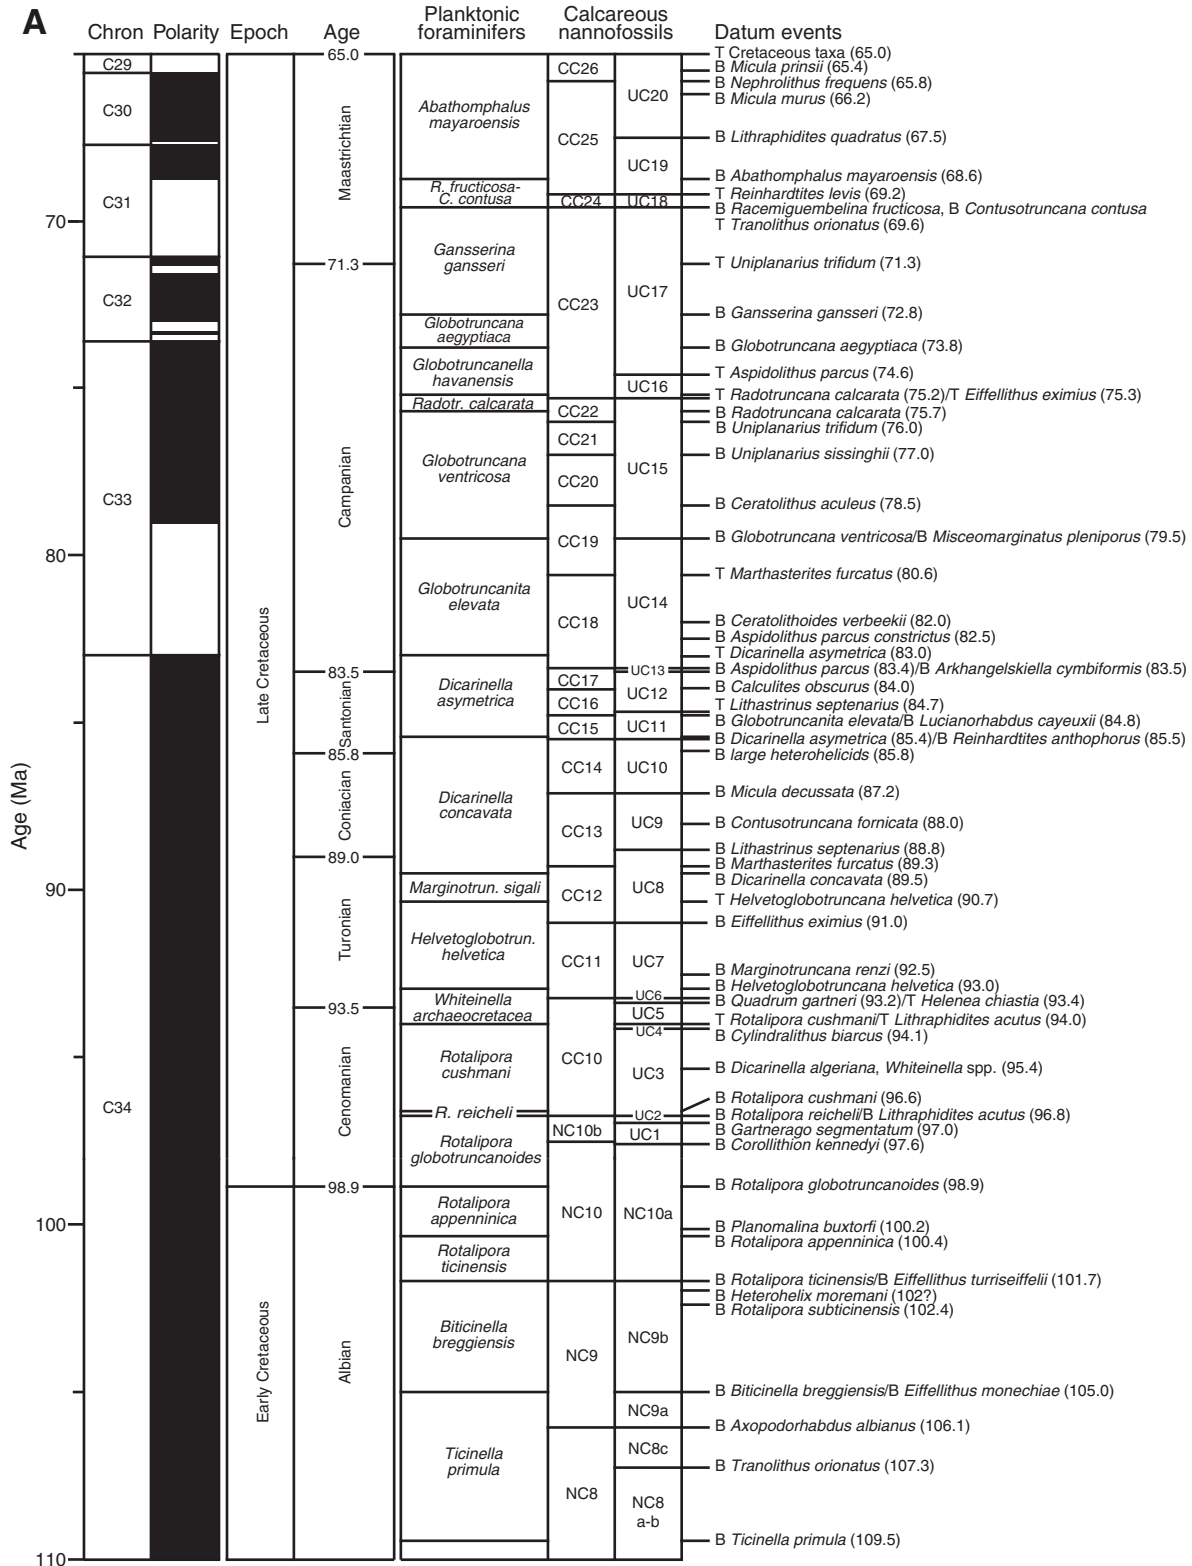 A
Chron
Polarity
Epoch
Age
Planktonic
foraminifers
Calcareous
nannofossils
Datum events
Age (Ma)
70
80
90
100
110
C29
C30
C31
C32
C33
C34
Late Cretaceous
Early Cretaceous
65.0
Maastrichtian
71.3
Campanian
83.5
Santonian
85.8
Coniacian
89.0
Turonian
93.5
Cenomanian
98.9
Albian
Abathomphalus
mayaroensis
R. fructicosa-
C. contusa
Gansserina
gansseri
Globotruncana
aegyptiaca
Globotruncanella
havanensis
Radotr. calcarata
Globotruncana
ventricosa
Globotruncanita
elevata
Dicarinella
asymetrica
Dicarinella
concavata
Marginotrun. sigali
Helvetoglobotrun.
helvetica
Whiteinella
archaeocretacea
Rotalipora
cushmani
R. reicheli
Rotalipora
globotruncanoides
Rotalipora
appenninica
Rotalipora
ticinensis
Biticinella
breggiensis
Ticinella
primula
CC26
CC25
CC24
CC23
CC22
CC21
CC20
CC19
CC18
CC17
CC16
CC15
CC14
CC13
CC12
CC11
CC10
NC10b
NC10
NC9
NC8
UC20
UC19
UC18
UC17
UC16
UC15
UC14
UC13
UC12
UC11
UC10
UC9
UC8
UC7
UC6
UC5
UC4
UC3
UC2
UC1
NC10a
NC9b
NC9a
NC8c
NC8
a-b
T Cretaceous taxa (65.0)
B Micula prinsii (65.4)
B Nephrolithus frequens (65.8)
B Micula murus (66.2)
B Lithraphidites quadratus (67.5)
B Abathomphalus mayaroensis (68.6)
T Reinhardtites levis (69.2)
B Racemiguembelina fructicosa, B Contusotruncana contusa
T Tranolithus orionatus (69.6)
T Uniplanarius trifidum (71.3)
B Gansserina gansseri (72.8)
B Globotruncana aegyptiaca (73.8)
T Aspidolithus parcus (74.6)
T Radotruncana calcarata (75.2)/T Eiffellithus eximius (75.3)
B Radotruncana calcarata (75.7)
B Uniplanarius trifidum (76.0)
B Uniplanarius sissinghii (77.0)
B Ceratolithus aculeus (78.5)
B Globotruncana ventricosa/B Misceomarginatus pleniporus (79.5)
T Marthasterites furcatus (80.6)
B Ceratolithoides verbeekii (82.0)
B Aspidolithus parcus constrictus (82.5)
T Dicarinella asymetrica (83.0)
B Aspidolithus parcus (83.4)/B Arkhangelskiella cymbiformis (83.5)
B Calculites obscurus (84.0)
T Lithastrinus septenarius (84.7)
B Globotruncanita elevata/B Lucianorhabdus cayeuxii (84.8)
B Dicarinella asymetrica (85.4)/B Reinhardtites anthophorus (85.5)
B large heterohelicids (85.8)
B Micula decussata (87.2)
B Contusotruncana fornicata (88.0)
B Lithastrinus septenarius (88.8)
B Marthasterites furcatus (89.3)
B Dicarinella concavata (89.5)
T Helvetoglobotruncana helvetica (90.7)
B Eiffellithus eximius (91.0)
B Marginotruncana renzi (92.5)
B Helvetoglobotruncana helvetica (93.0)
B Quadrum gartneri (93.2)/T Helenea chiastia (93.4)
T Rotalipora cushmani/T Lithraphidites acutus (94.0)
B Cylindralithus biarcus (94.1)
B Dicarinella algeriana, Whiteinella spp. (95.4)
B Rotalipora cushmani (96.6)
B Rotalipora reicheli/B Lithraphidites acutus (96.8)
B Gartnerago segmentatum (97.0)
B Corollithion kennedyi (97.6)
B Rotalipora globotruncanoides (98.9)
B Planomalina buxtorfi (100.2)
B Rotalipora appenninica (100.4)
B Rotalipora ticinensis/B Eiffellithus turriseiffelii (101.7)
B Heterohelix moremani (102?)
B Rotalipora subticinensis (102.4)
B Biticinella breggiensis/B Eiffellithus monechiae (105.0)
B Axopodorhabdus albianus (106.1)
B Tranolithus orionatus (107.3)
B Ticinella primula (109.5)